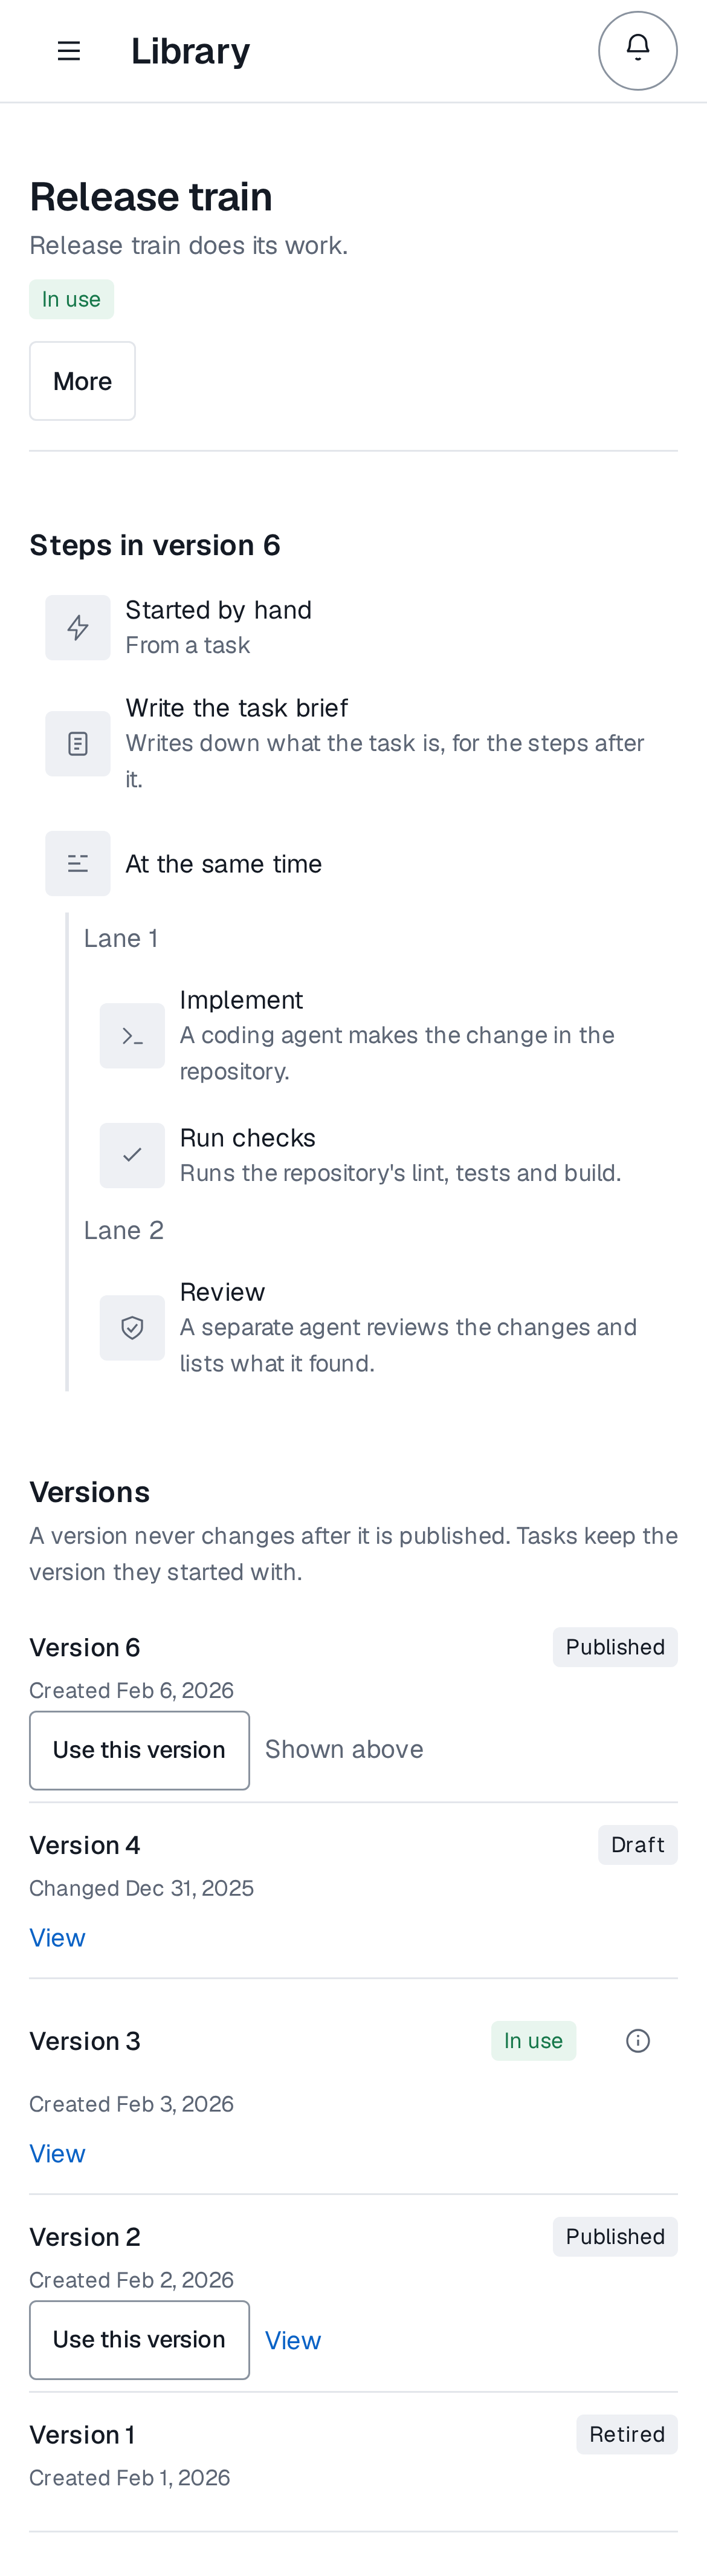 Library
Release train
Release train does its work.
In use
More
Steps in version 6
Started by hand
From a task
Write the task brief
Writes down what the task is, for the steps after
it.
At the same time
Lane 1
Implement
A coding agent makes the change in the
repository.
Run checks
Runs the repository's lint, tests and build.
Lane 2
Review
A separate agent reviews the changes and
lists what it found.
Versions
A version never changes after it is published. Tasks keep the
version they started with.
Version 6
Published
Created Feb 6, 2026
Use this version
Shown above
Version 4
Draft
Changed Dec 31, 2025
View
Version 3
In use
Created Feb 3, 2026
View
Version 2
Published
Created Feb 2, 2026
Use this version
View
Version 1
Retired
Created Feb 1, 2026